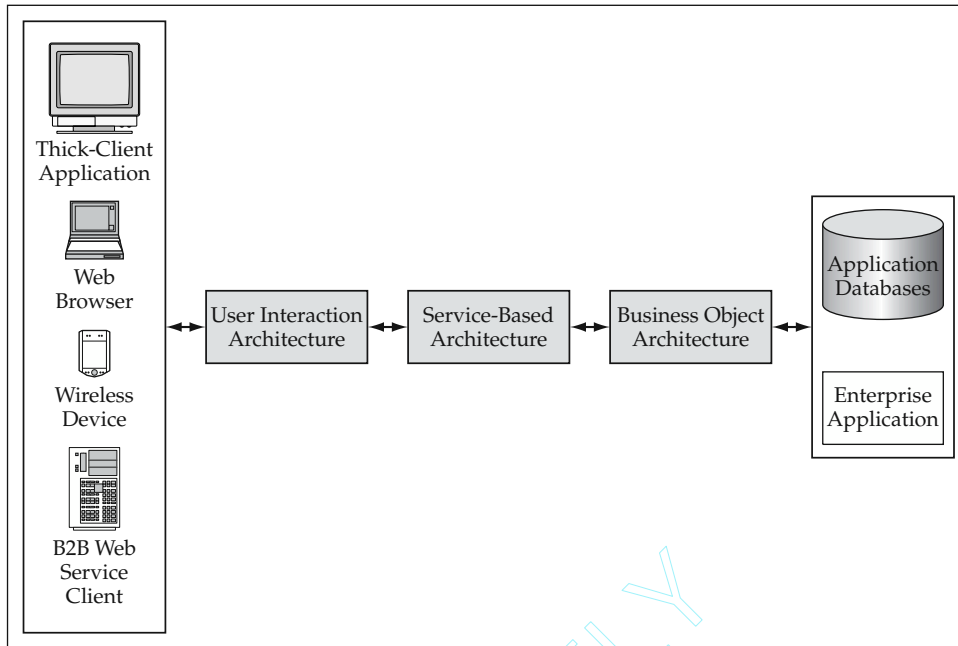 Thick-Client
Application
Web
Browser
Wireless
Device
B2B Web
Service
Client
User Interaction
Architecture
Service-Based
Architecture
Business Object
Architecture
Application
Databases
Enterprise
Application